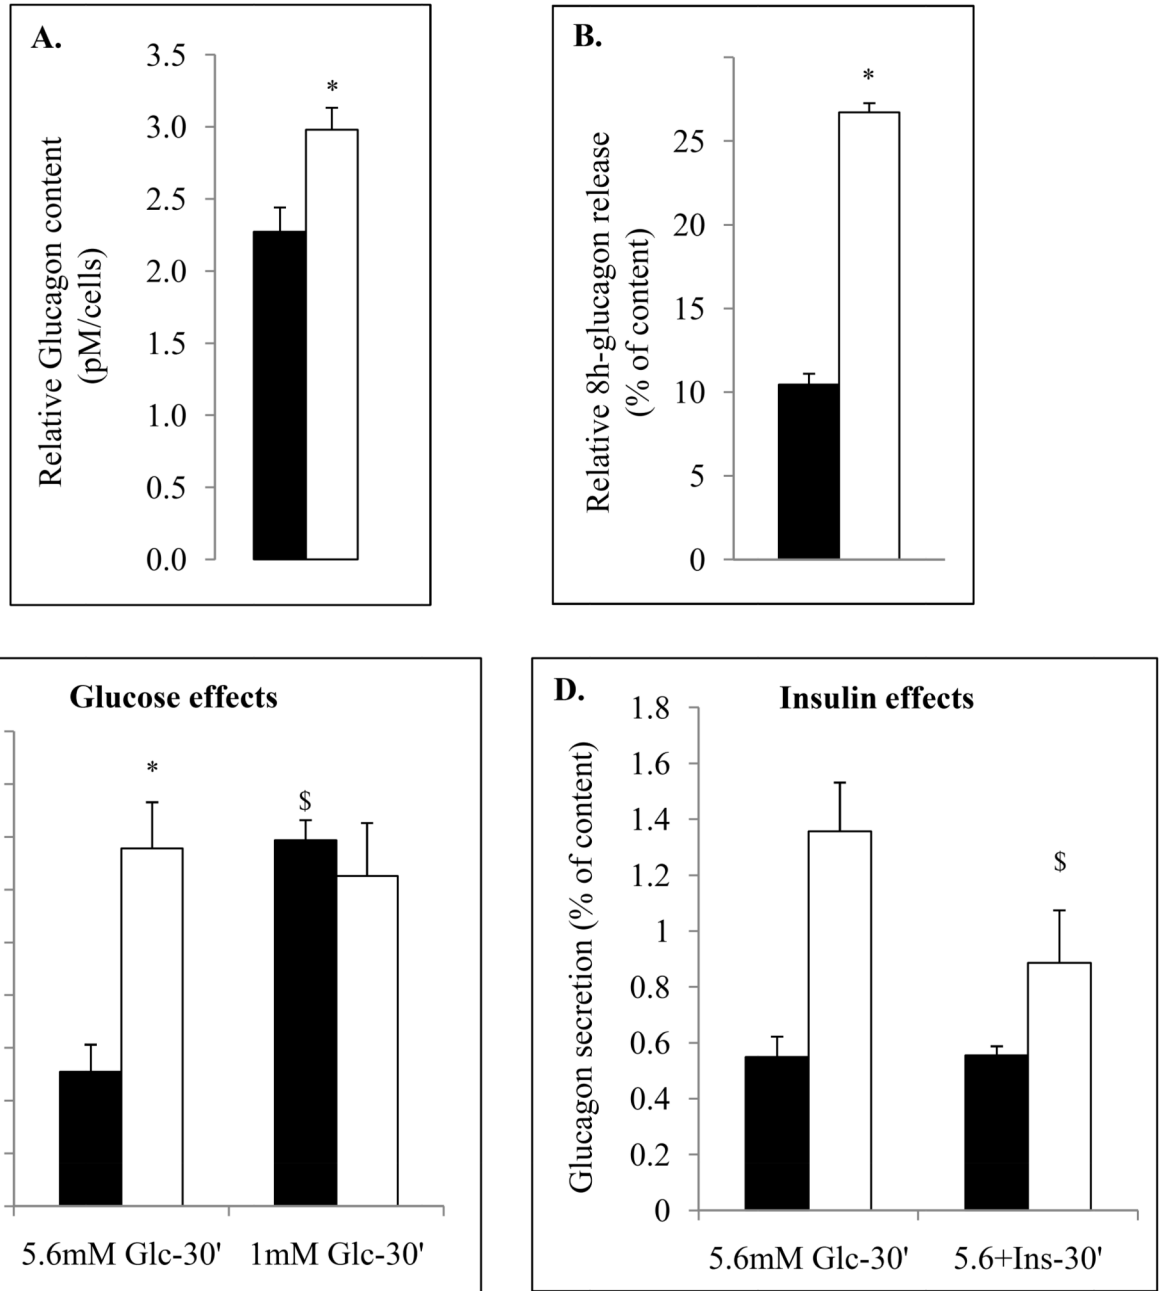 A.
3.5
3.0
2.5
2.0
1.5
1.0
0.5
0.0
Relative Glucagon content
(pM/cells)
*
B.
25
20
15
10
5
0
Relative 8h-glucagon release
(% of content)
*
Glucose effects
*
$
5.6mM Glc-30'
1mM Glc-30'
D.
Insulin effects
1.8
1.6
1.4
1.2
1
0.8
0.6
0.4
0.2
0
Glucagon secretion (% of content)
$
5.6mM Glc-30'
5.6+Ins-30'